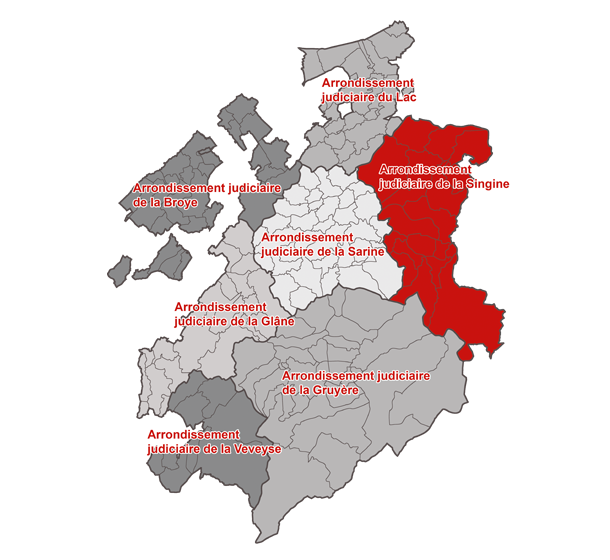 Arrondissement
judiciaire du Lac
Arrondissement
judiciaire de la Singine
Arrondissement judiciaire
de la Broye
Arrondissement
judiciaire de la Sarine
Arrondissement
judiciaire de la Glâne
Arrondissement judiciaire
de la Gruyère
Arrondissement
judiciaire de la Veveyse